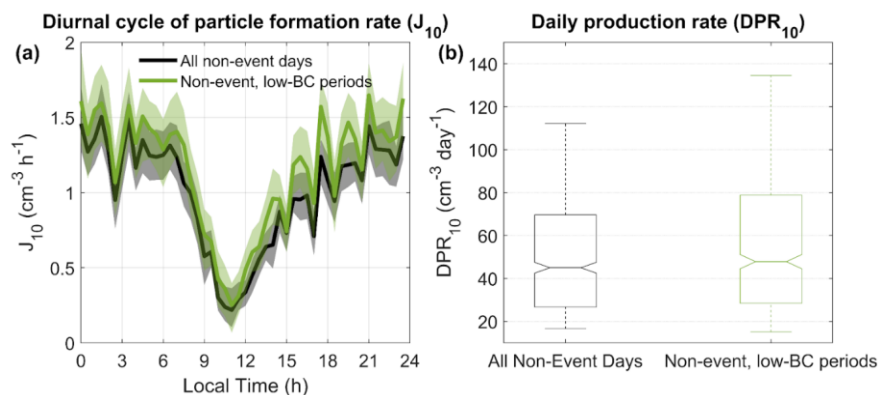 Diurnal cycle of particle formation rate (J₁₀)
(a)
2
1.5
1
0.5
0
J₁₀ (cm⁻³ h⁻¹)
All non-event days
Non-event, low-BC periods
0 3 6 9 12 15 18 21 24
Local Time (h)
Daily production rate (DPR₁₀)
(b)
140
120
100
80
60
40
20
DPR₁₀ (cm⁻³ day⁻¹)
All Non-Event Days Non-event, low-BC periods